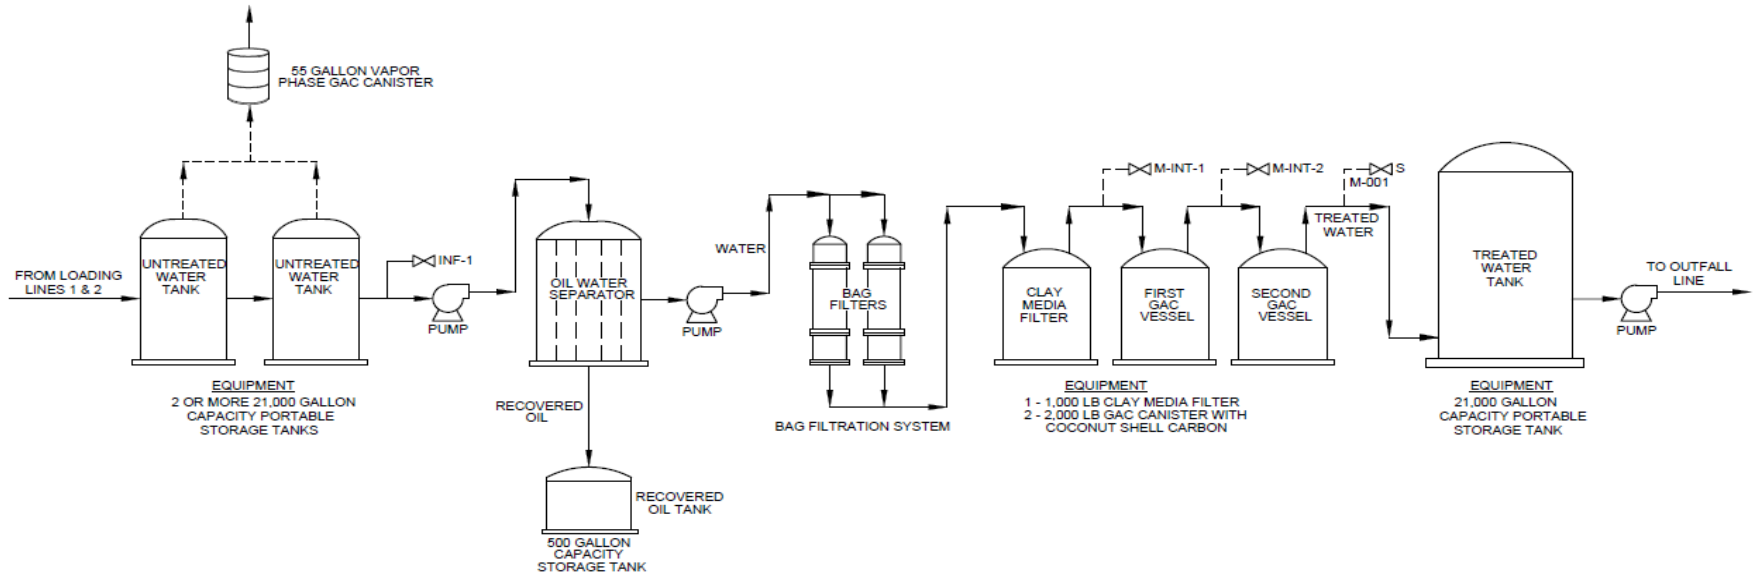 55 GALLON VAPOR
PHASE GAC CANISTER
FROM LOADING
LINES 1 & 2
UNTREATED
WATER
TANK
UNTREATED
WATER
TANK
EQUIPMENT
2 OR MORE 21,000 GALLON
CAPACITY PORTABLE
STORAGE TANKS
INF-1
PUMP
OIL WATER
SEPARATOR
RECOVERED
OIL
RECOVERED
OIL TANK
500 GALLON
CAPACITY
STORAGE TANK
PUMP
WATER
BAG
FILTERS
BAG FILTRATION SYSTEM
CLAY
MEDIA
FILTER
M-INT-1
FIRST
GAC
VESSEL
M-INT-2
SECOND
GAC
VESSEL
EQUIPMENT
1 - 1,000 LB CLAY MEDIA FILTER
2 - 2,000 LB GAC CANISTER WITH
COCONUT SHELL CARBON
S
M-001
TREATED
WATER
TREATED
WATER
TANK
EQUIPMENT
21,000 GALLON
CAPACITY PORTABLE
STORAGE TANK
TO OUTFALL
LINE
PUMP